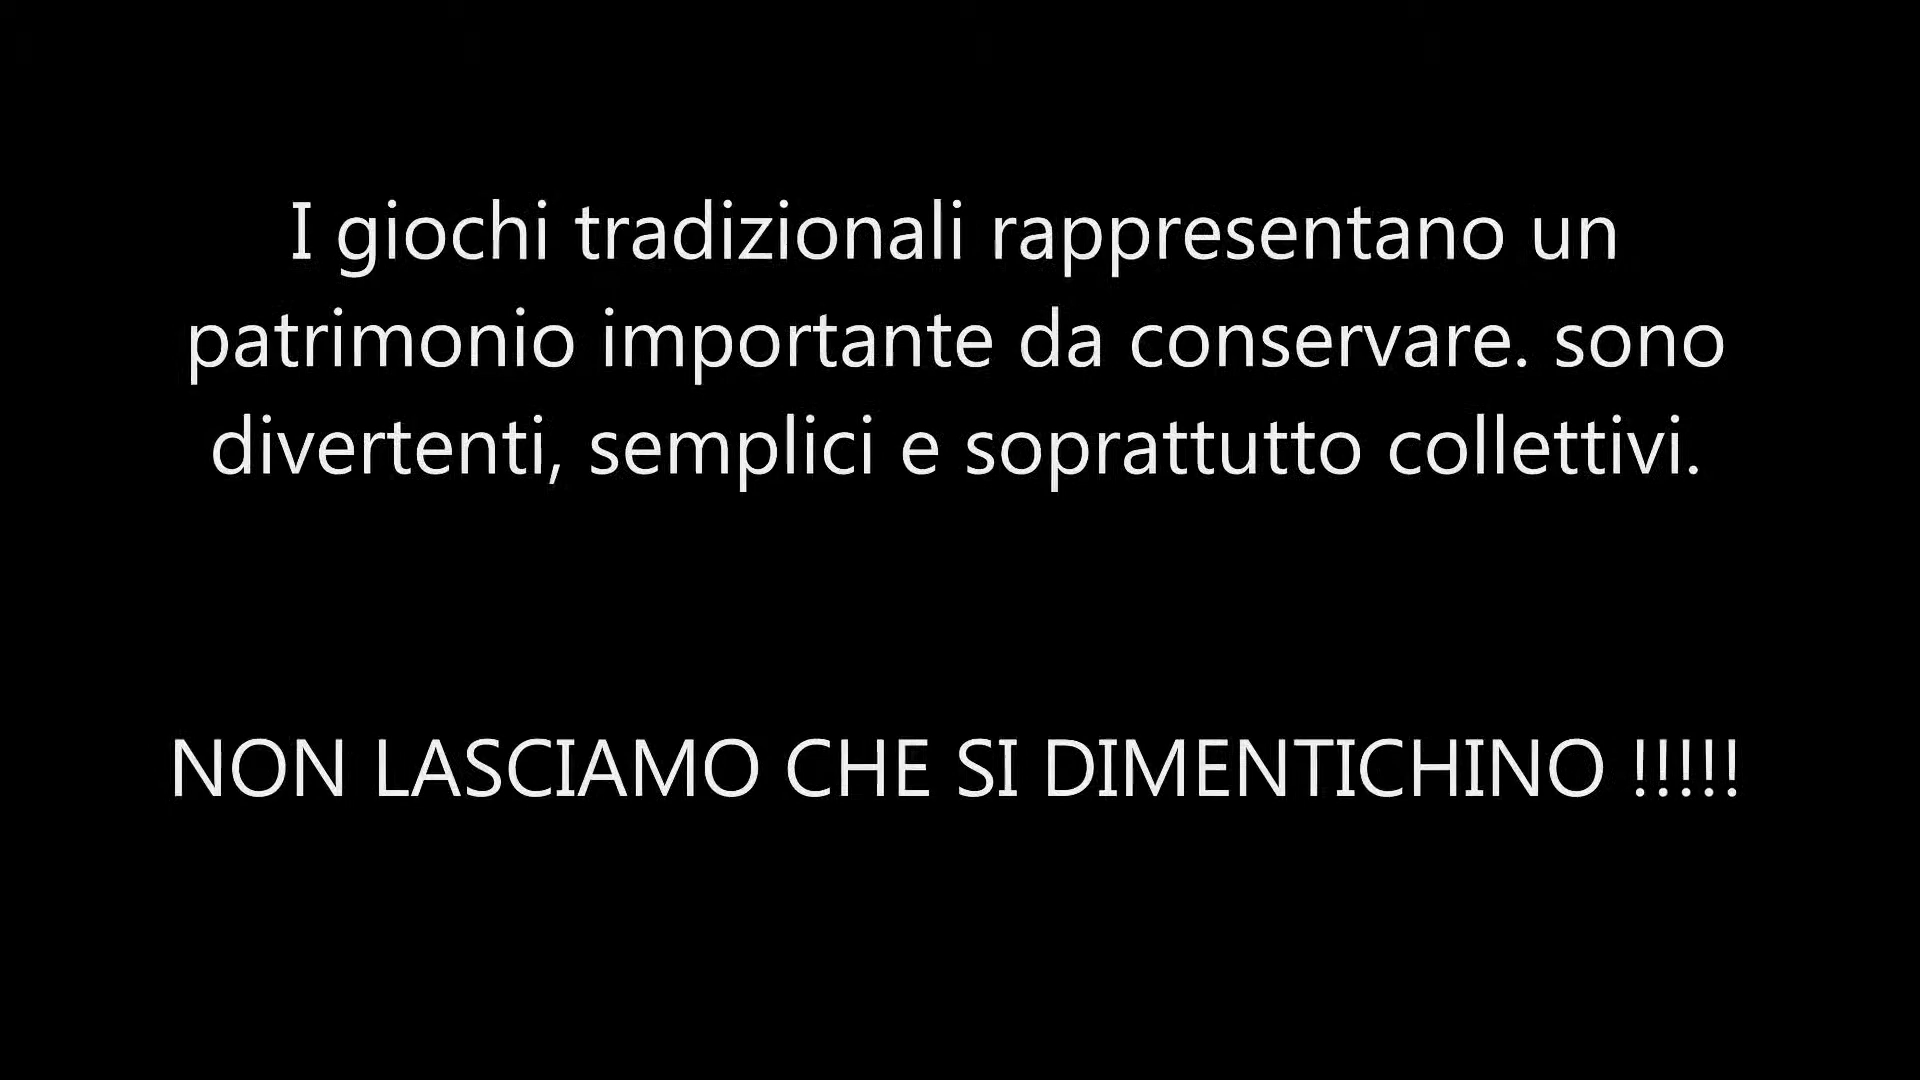 I giochi tradizionali rappresentano un
patrimonio importante da conservare. sono
divertenti, semplici e soprattutto collettivi.
NON LASCIAMO CHE SI DIMENTICHINO !!!!!